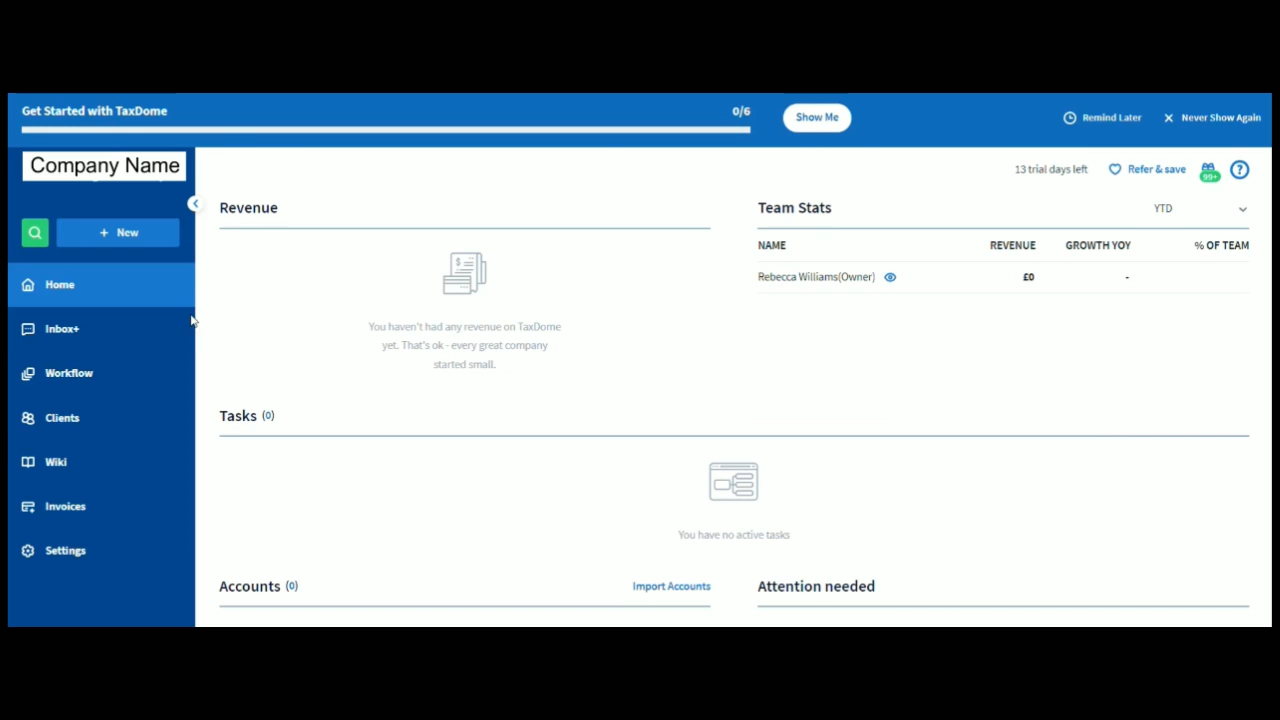 Get Started with TaxDome
0/6
Show Me
Remind Later
Never Show Again
Company Name
13 trial days left
Refer & save
99+
?
+ New
Home
Inbox+
Workflow
Clients
Wiki
Invoices
Settings
Revenue
$
You haven't had any revenue on TaxDome
yet. That's ok - every great company
started small.
Team Stats
YTD
NAME REVENUE GROWTH YOY % OF TEAM
Rebecca Williams(Owner) £0 -
Tasks (0)
You have no active tasks
Accounts (0)
Import Accounts
Attention needed